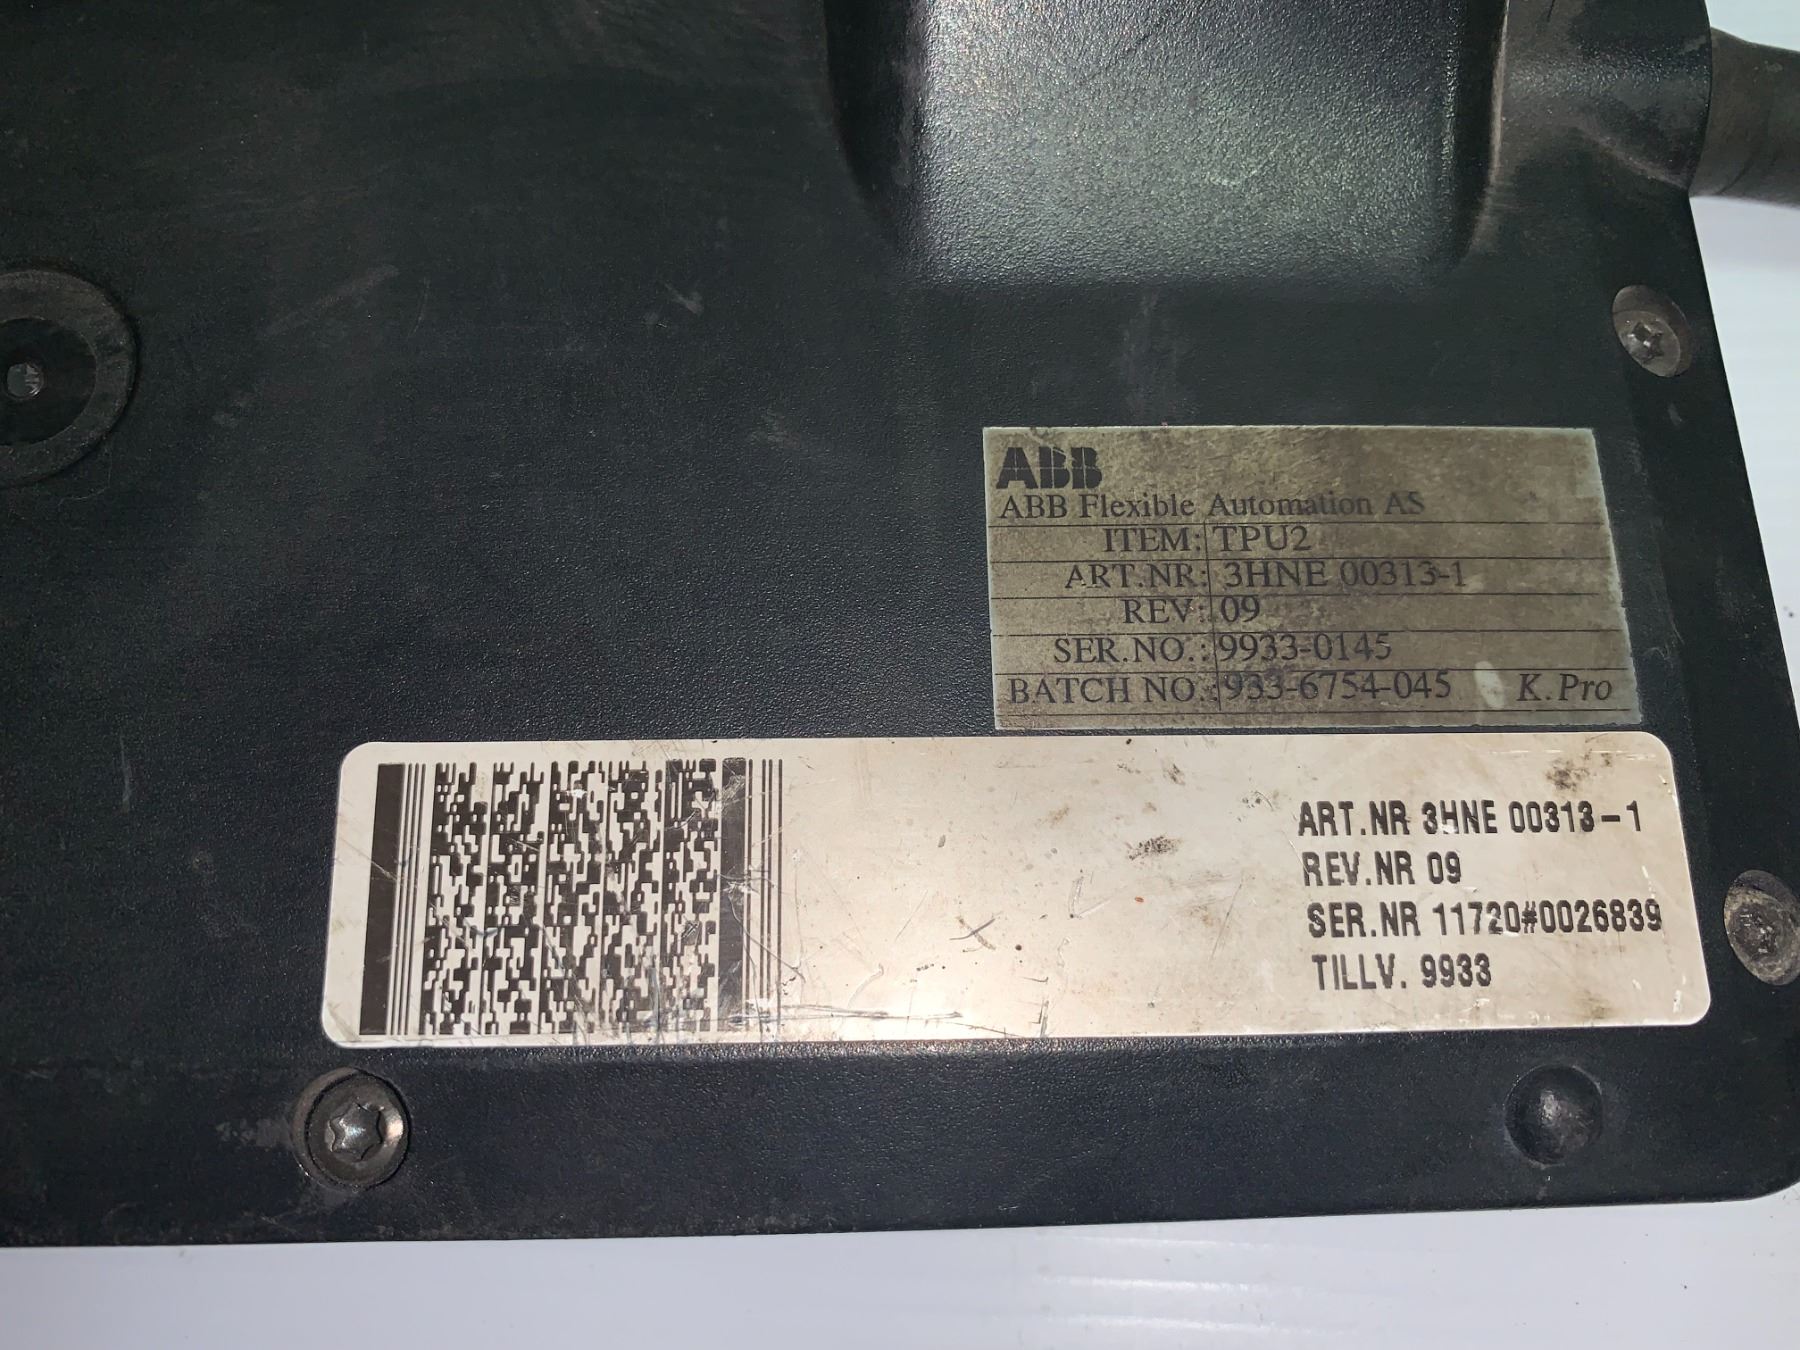 ABB
ABB Flexible Automation AS
ITEM: TPU2
ART.NR: 3HNE 00313-1
REV: 09
SER.NO.: 9933-0145
BATCH NO.: 933-6754-045 K.Pro
ART.NR 3HNE 00313-1
REV.NR 09
SER.NR 11720#0026839
TILLV. 9933